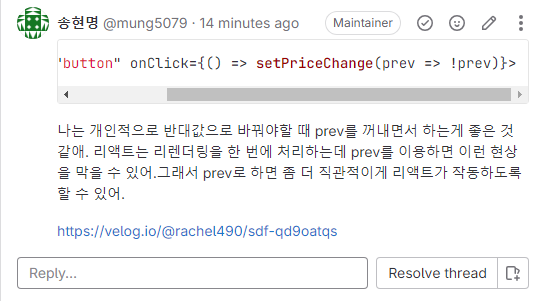 송현명 @mung5079 · 14 minutes ago Maintainer
"button" onClick={() => setPriceChange(prev => !prev)}>
나는 개인적으로 반대값으로 바꿔야할 때 prev를 꺼내면서 하는게 좋은 것
같애. 리액트는 리렌더링을 한 번에 처리하는데 prev를 이용하면 이런 현상
을 막을 수 있어.그래서 prev로 하면 좀 더 직관적이게 리액트가 작동하도록
할 수 있어.
https://velog.io/@rachel490/sdf-qd9oatqs
Reply...
Resolve thread